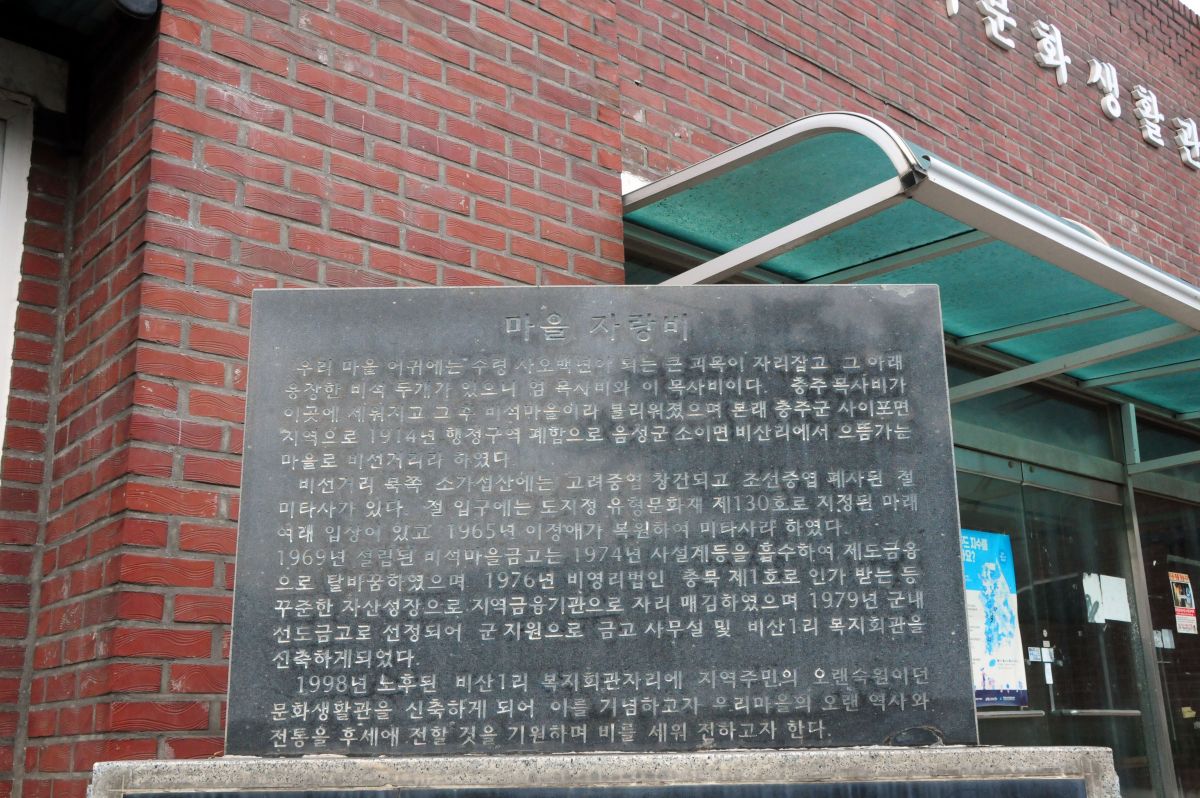 문화생활관
마을 자랑비
우리 마을 어귀에는 수령 사오백년이 되는 큰 괴목이 자리잡고 그 아래
웅장한 비석 두개가 있으니 엄 목사비와 이 목사비이다. 충주목사비가
이곳에 세워지고 그 후 비석마을이라 불리워졌으며 본래 충주군 사이포면
지역으로 1914년 행정구역 폐합으로 음성군 소이면 비산리에서 으뜸가는
마을로 비선거리라 하였다.
비선거리 북쪽 소가섭산에는 고려중엽 창간되고 조선중엽 폐사된 절
미타사가 있다. 절 입구에는 도지정 유형문화재 제130호로 지정된 마래
여래 입상이 있고 1965년 이정애가 복원하여 미타사라 하였다.
1969년 설립된 비석마을금고는 1974년 사설계등을 흡수하여 제도금융
으로 탈바꿈하였으며 1976년 비영리법인 충북 제1호로 인가 받는 등
꾸준한 자산성장으로 지역금융기관으로 자리 매김하였으며 1979년 군내
선도금고로 선정되어 군지원으로 금고 사무실 및 비산1리 복지회관을
신축하게되었다.
1998년 노후된 비산1리 복지회관자리에 지역주민의 오랜숙원이던
문화생활관을 신축하게 되어 이를 기념하고자 우리마을의 오랜 역사와
전통을 후세에 전할 것을 기원하며 비를 세워 전하고자 한다.